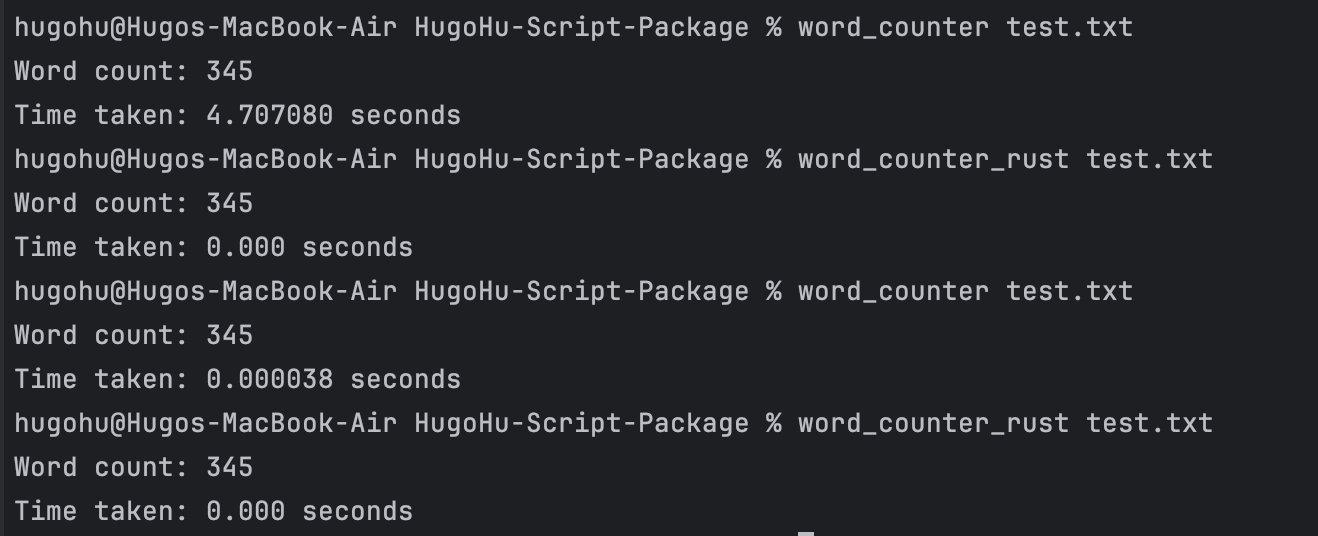 hugohu@Hugos-MacBook-Air HugoHu-Script-Package % word_counter test.txt
Word count: 345
Time taken: 4.707080 seconds
hugohu@Hugos-MacBook-Air HugoHu-Script-Package % word_counter_rust test.txt
Word count: 345
Time taken: 0.000 seconds
hugohu@Hugos-MacBook-Air HugoHu-Script-Package % word_counter test.txt
Word count: 345
Time taken: 0.000038 seconds
hugohu@Hugos-MacBook-Air HugoHu-Script-Package % word_counter_rust test.txt
Word count: 345
Time taken: 0.000 seconds